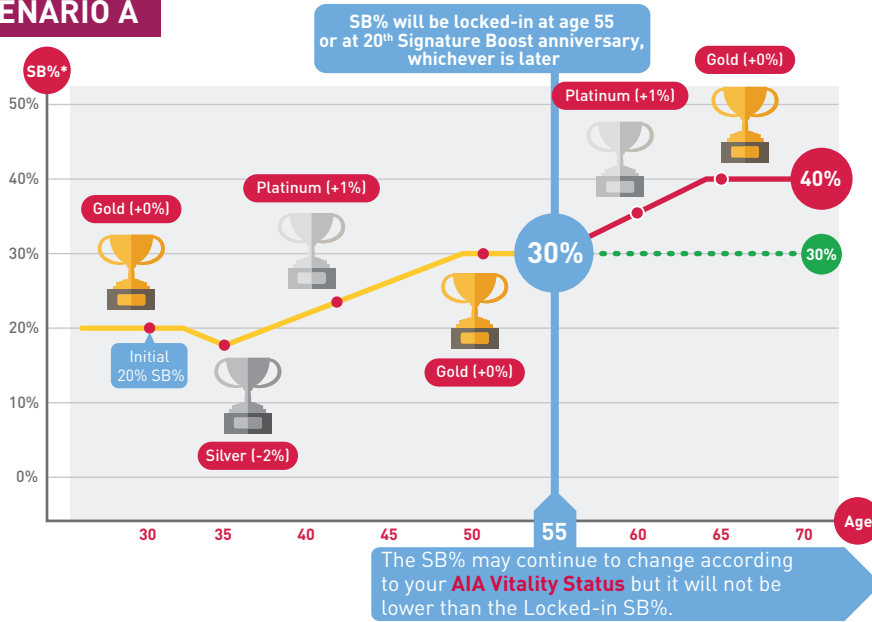 ENARIO A
SB% will be locked-in at age 55
or at 20th Signature Boost anniversary,
whichever is later
SB%*
Gold (+0%)
50%
Platinum (+1%)
40%
Platinum (+1%)
Gold (+0%)
40%
30%
30%
30%
20%
Initial
20% SB%
Gold (+0%)
10%
Silver (-2%)
0%
30
35
40
45
50
55
60
65
70
Age
The SB% may continue to change according
to your AIA Vitality Status but it will not be
lower than the Locked-in SB%.